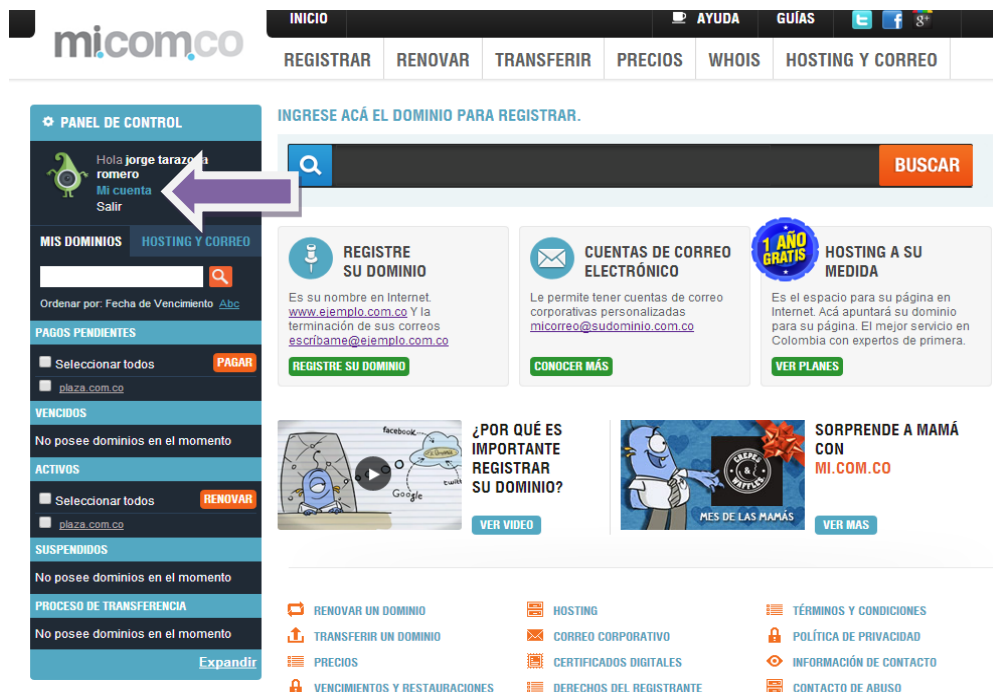 mi.com.co
INICIO
AYUDA
GUÍAS
REGISTRAR
RENOVAR
TRANSFERIR
PRECIOS
WHOIS
HOSTING Y CORREO
PANEL DE CONTROL
Hola jorge
romero
Mi cuenta
Salir
MIS DOMINIOS
HOSTING Y CORREO
Ordenar por: Fecha de Vencimiento Abc
PAGOS PENDIENTES
Seleccionar todos
PAGAR
plaza.com.co
VENCIDOS
No posee dominios en el momento
ACTIVOS
Seleccionar todos
RENOVAR
plaza.com.co
SUSPENDIDOS
No posee dominios en el momento
PROCESO DE TRANSFERENCIA
No posee dominios en el momento
Expandir
INGRESE ACÁ EL DOMINIO PARA REGISTRAR.
BUSCAR
REGISTRE
SU DOMINIO
Es su nombre en Internet.
www.ejemplo.com.co Y la
terminación de sus correos
escríbame@ejemplo.com.co
REGISTRE SU DOMINIO
CUENTAS DE CORREO
ELECTRÓNICO
Le permite tener cuentas de correo
corporativas personalizadas
micorreo@sudominio.com.co
CONOCER MÁS
1 AÑO
GRATIS
HOSTING A SU
MEDIDA
Es el espacio para su página en
Internet. Acá apuntará su dominio
para su página. El mejor servicio en
Colombia con expertos de primera.
VER PLANES
facebook
Google
¿POR QUÉ ES
IMPORTANTE
REGISTRAR
SU DOMINIO?
VER VIDEO
CREPES
&
WAFFLES
MES DE LAS MAMÁS
SORPRENDE A MAMÁ
CON
MI.COM.CO
VER MAS
RENOVAR UN DOMINIO
HOSTING
TÉRMINOS Y CONDICIONES
TRANSFERIR UN DOMINIO
CORREO CORPORATIVO
POLÍTICA DE PRIVACIDAD
PRECIOS
CERTIFICADOS DIGITALES
INFORMACIÓN DE CONTACTO
VENCIMIENTOS Y RESTAURACIONES
DERECHOS DEL REGISTRANTE
CONTACTO DE ABUSO